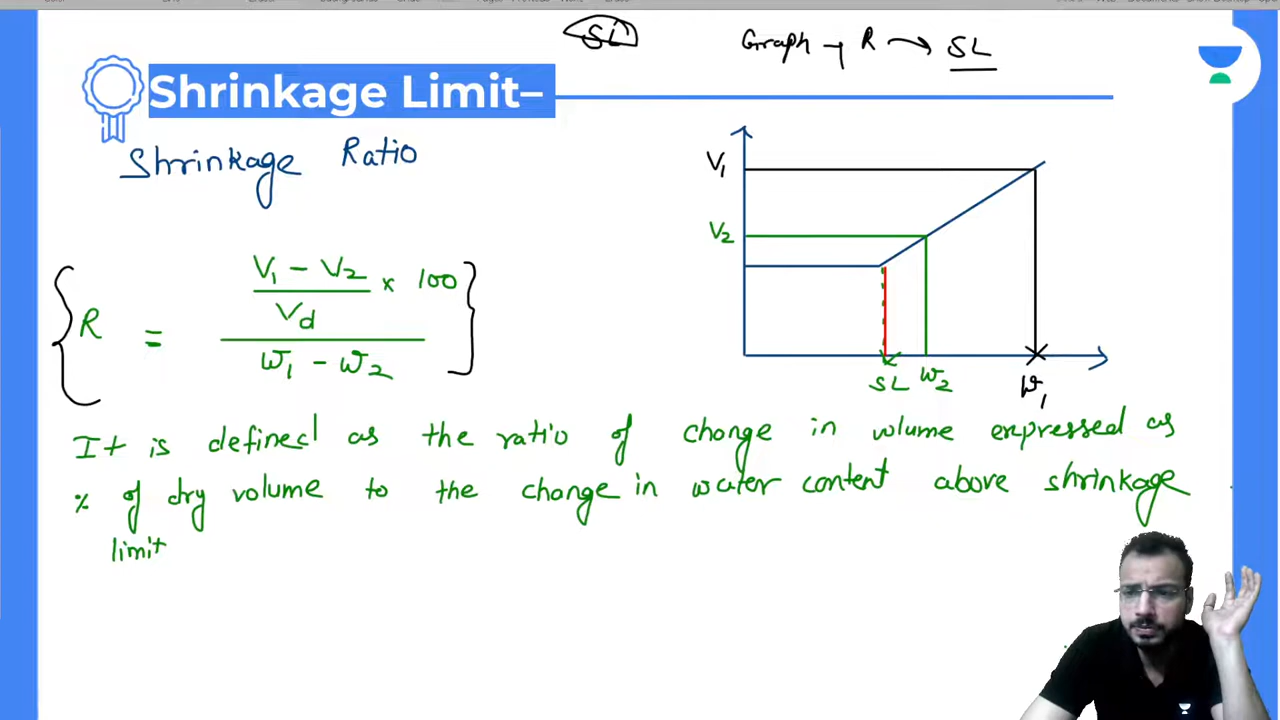 SL
Graph → R → SL
Shrinkage Limit–
Shrinkage Ratio
V1
V2
R = V1 - V2 / Vd × 100 / w1 - w2
SL w2
w1
It is defined as the ratio of change in volume expressed as
% of dry volume to the change in water content above shrinkage
limit